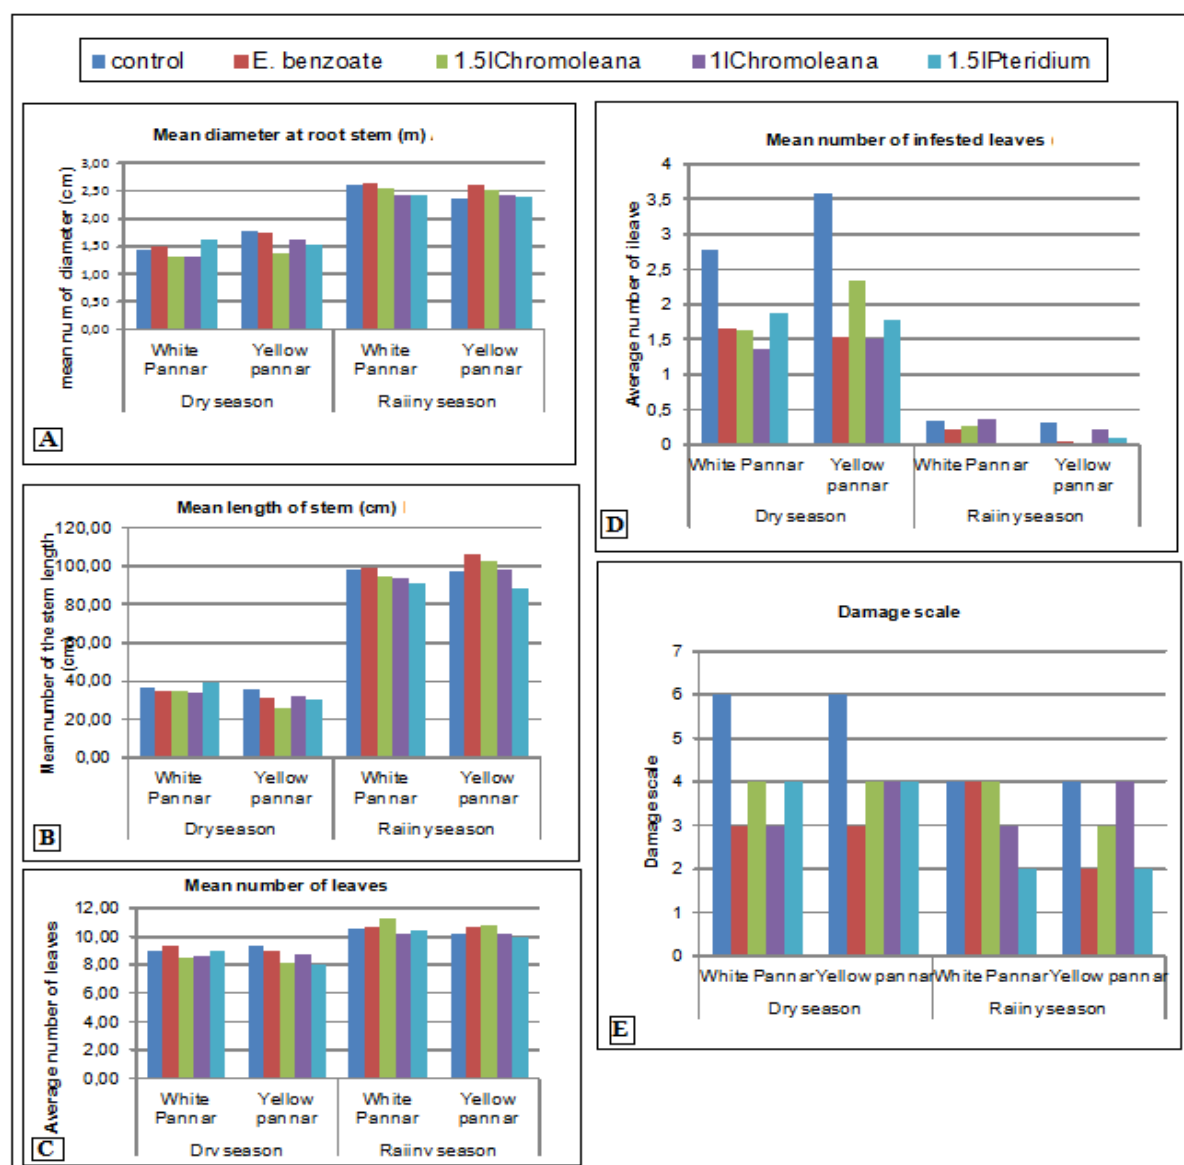 control E. benzoate 1.5lChromoleana 1lChromoleana 1.5lPteridium
Mean diameter at root stem (m)
mean num of diameter (cm)
3,00
2,50
2,00
1,50
1,00
0,50
0,00
White Pannar
Yellow pannar
White Pannar
Yellow pannar
Dry season
Raiiny season
A
Mean length of stem (cm)
Mean number of the stem length (cm)
120,00
100,00
80,00
60,00
40,00
20,00
0,00
White Pannar
Yellow pannar
White Pannar
Yellow pannar
Dry season
Raiiny season
B
Mean number of leaves
Average number of leaves
12,00
10,00
8,00
6,00
4,00
2,00
0,00
White Pannar
Yellow pannar
White Pannar
Yellow pannar
Dry season
Raiiny season
C
Mean number of infested leaves
Average number of ileave
4
3,5
3
2,5
2
1,5
1
0,5
0
White Pannar
Yellow pannar
White Pannar
Yellow pannar
Dry season
Raiiny season
D
Damage scale
Damage scale
7
6
5
4
3
2
1
0
White Pannar
Yellow pannar
White Pannar
Yellow pannar
Dry season
Raiiny season
E